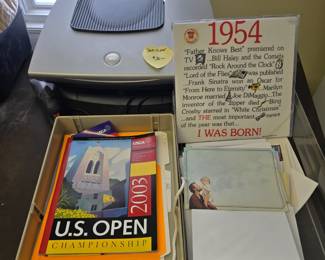 1954
"Father Knows Best" premiered on
TV, Bill Haley and the Comets
recorded "Rock Around the Clock"
"Lord of the Flies" was published
...Frank Sinatra won an Oscar for
"From Here to Eternity" Marilyn
Monroe married Joe DiMaggio...The
inventor of the zipper died...Bing
Crosby starred in "White Christmas"
...and THE most important
of the year was that...
I WAS BORN!
USGA
2003
U.S. OPEN
CHAMPIONSHIP